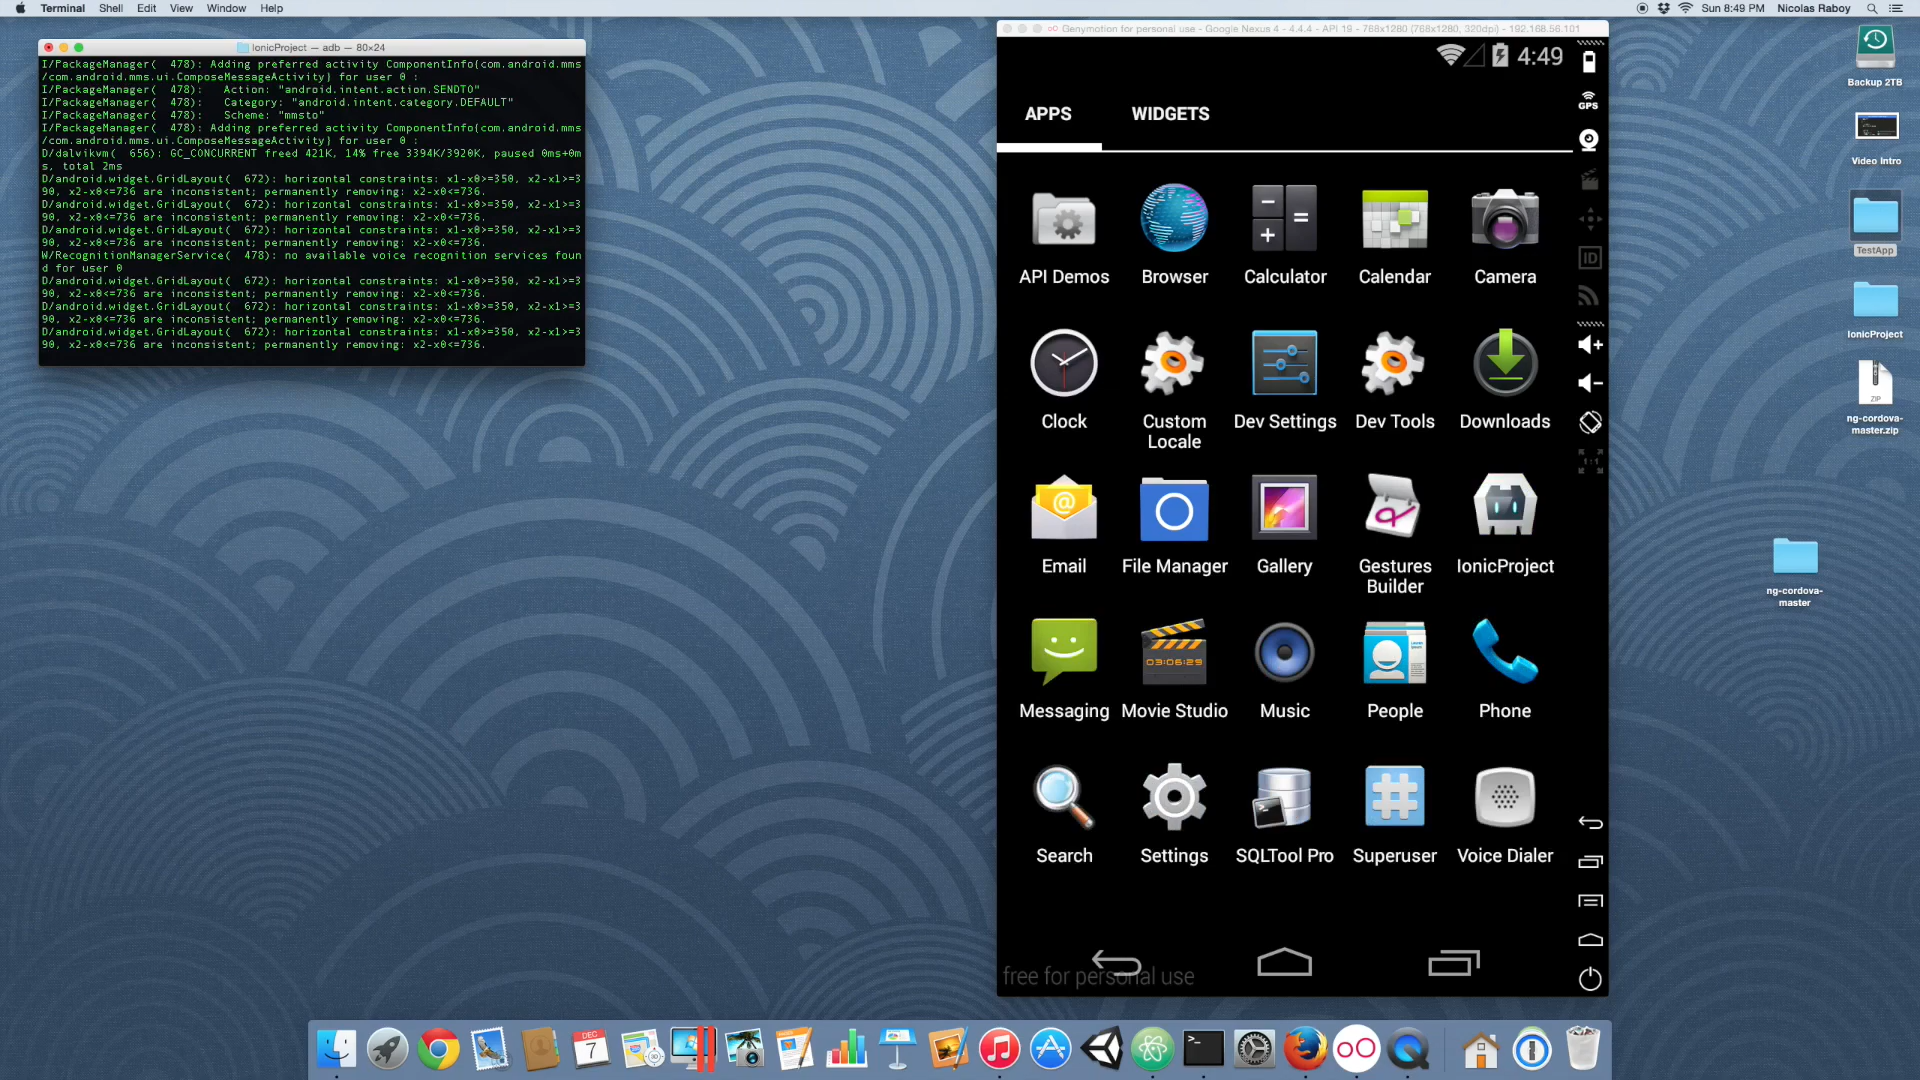 Terminal Shell Edit View Window Help
Sun 8:49 PM Nicolas Raboy
IonicProject — adb — 80×24
I/PackageManager(  478): Adding preferred activity ComponentInfo{com.android.mms
/com.android.mms.ui.ComposeMessageActivity} for user 0 :
I/PackageManager(  478):   Action: "android.intent.action.SENDTO"
I/PackageManager(  478):   Category: "android.intent.category.DEFAULT"
I/PackageManager(  478):   Scheme: "mmsto"
I/PackageManager(  478): Adding preferred activity ComponentInfo{com.android.mms
/com.android.mms.ui.ComposeMessageActivity} for user 0 :
D/dalvikvm(  656): GC_CONCURRENT freed 421K, 14% free 3394K/3920K, paused 0ms+0m
s, total 2ms
D/android.widget.GridLayout(  672): horizontal constraints: x1-x0>=350, x2-x1>=3
90, x2-x0<=736 are inconsistent; permanently removing: x2-x0<=736.
D/android.widget.GridLayout(  672): horizontal constraints: x1-x0>=350, x2-x1>=3
90, x2-x0<=736 are inconsistent; permanently removing: x2-x0<=736.
D/android.widget.GridLayout(  672): horizontal constraints: x1-x0>=350, x2-x1>=3
90, x2-x0<=736 are inconsistent; permanently removing: x2-x0<=736.
W/RecognitionManagerService(  478): no available voice recognition services foun
d for user 0
D/android.widget.GridLayout(  672): horizontal constraints: x1-x0>=350, x2-x1>=3
90, x2-x0<=736 are inconsistent; permanently removing: x2-x0<=736.
D/android.widget.GridLayout(  672): horizontal constraints: x1-x0>=350, x2-x1>=3
90, x2-x0<=736 are inconsistent; permanently removing: x2-x0<=736.
D/android.widget.GridLayout(  672): horizontal constraints: x1-x0>=350, x2-x1>=3
90, x2-x0<=736 are inconsistent; permanently removing: x2-x0<=736.
Genymotion for personal use - Google Nexus 4 - 4.4.4 - API 19 - 768x1280 (768x1280, 320dpi) - 192.168.56.101
4:49
GPS
ID
1:1
APPS WIDGETS
API Demos Browser Calculator Calendar Camera
Clock Custom Locale Dev Settings Dev Tools Downloads
@
Email File Manager Gallery Gestures Builder IonicProject
03:06:29
Messaging Movie Studio Music People Phone
Search Settings SQLTool Pro Superuser Voice Dialer
free for personal use
Backup 2TB
Video Intro
TestApp
IonicProject
ZIP
ng-cordova-
master.zip
ng-cordova-
master
DEC
7